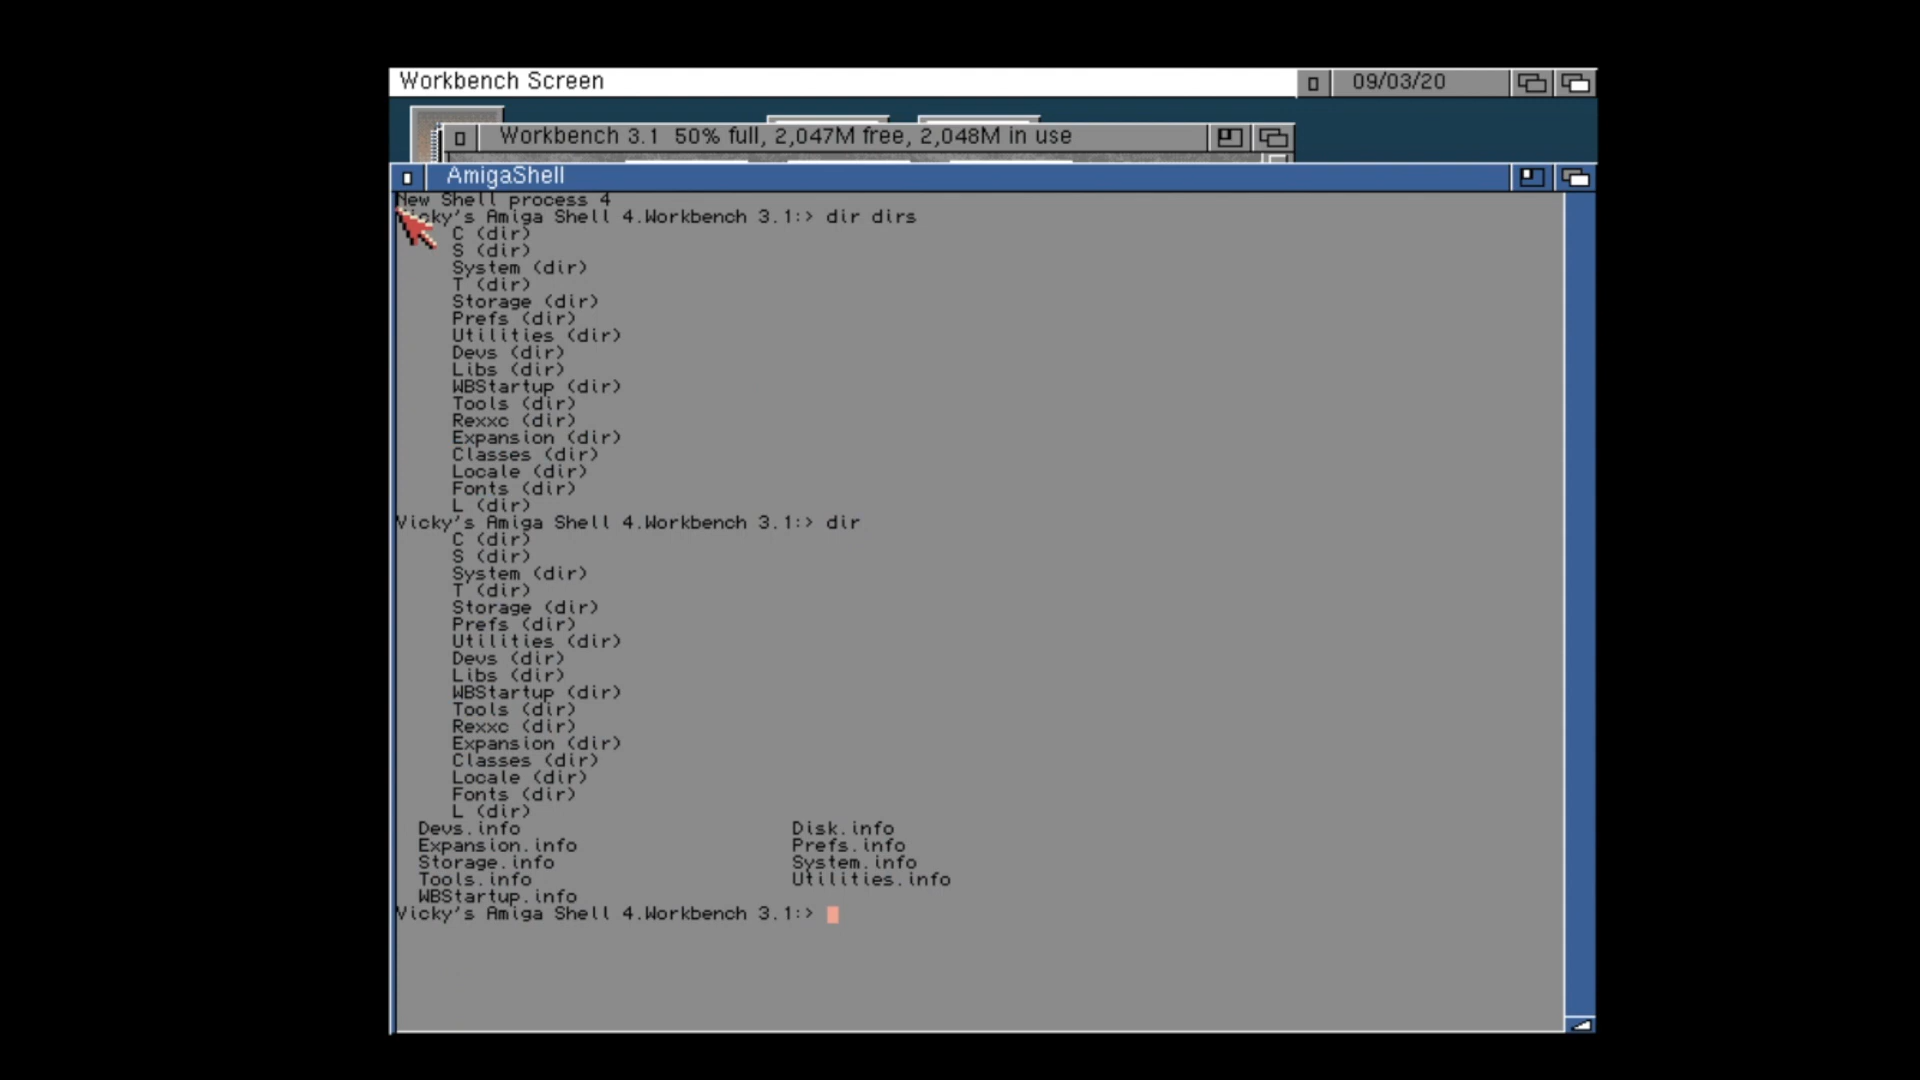 Workbench Screen 09/03/20
Workbench 3.1 50% full, 2,047M free, 2,048M in use
AmigaShell
New Shell process 4
Vicky's Amiga Shell 4.Workbench 3.1:> dir dirs
C (dir)
S (dir)
System (dir)
T (dir)
Storage (dir)
Prefs (dir)
Utilities (dir)
Devs (dir)
Libs (dir)
WBStartup (dir)
Tools (dir)
Rexxc (dir)
Expansion (dir)
Classes (dir)
Locale (dir)
Fonts (dir)
L (dir)
Vicky's Amiga Shell 4.Workbench 3.1:> dir
C (dir)
S (dir)
System (dir)
T (dir)
Storage (dir)
Prefs (dir)
Utilities (dir)
Devs (dir)
Libs (dir)
WBStartup (dir)
Tools (dir)
Rexxc (dir)
Expansion (dir)
Classes (dir)
Locale (dir)
Fonts (dir)
L (dir)
Devs.info Disk.info
Expansion.info Prefs.info
Storage.info System.info
Tools.info Utilities.info
WBStartup.info
Vicky's Amiga Shell 4.Workbench 3.1:>